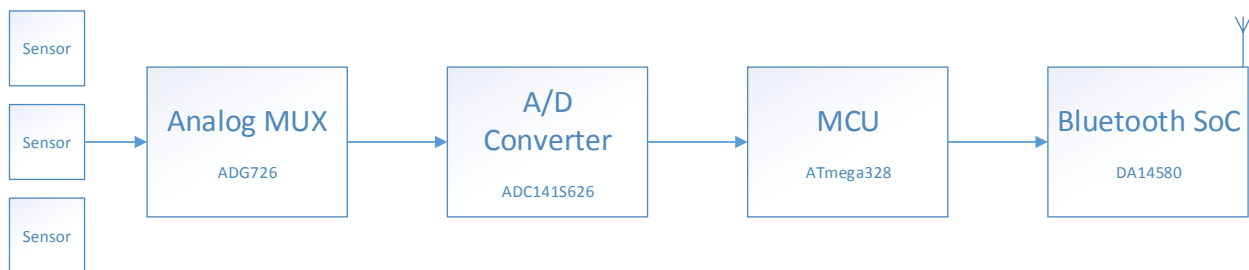 Sensor
Sensor
Sensor
Analog MUX
ADG726
A/D
Converter
ADC141S626
MCU
ATmega328
Bluetooth SoC
DA14580